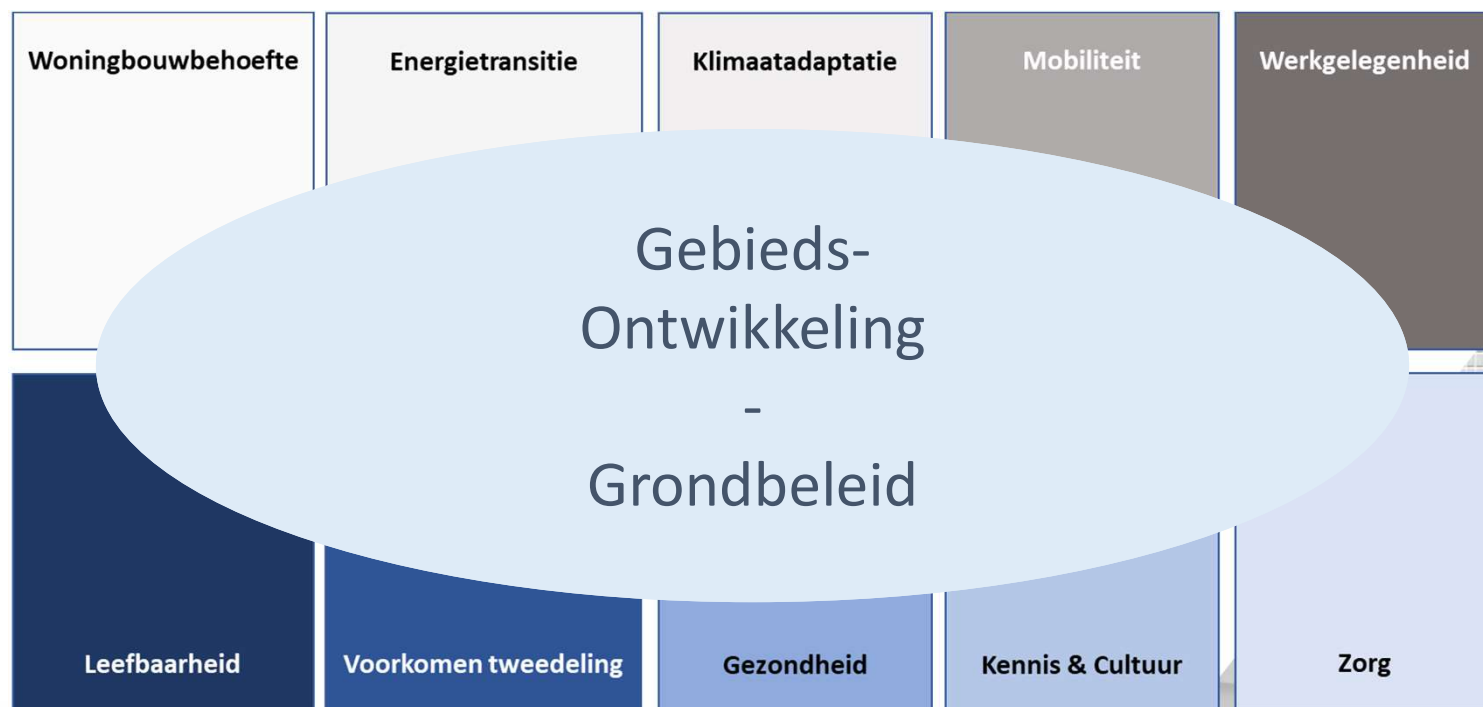 Woningbouwbehoefte
Energietransitie
Klimaatadaptatie
Mobiliteit
Werkgelegenheid
Gebieds-
Ontwikkeling
-
Grondbeleid
Leefbaarheid
Voorkomen tweedeling
Gezondheid
Kennis & Cultuur
Zorg